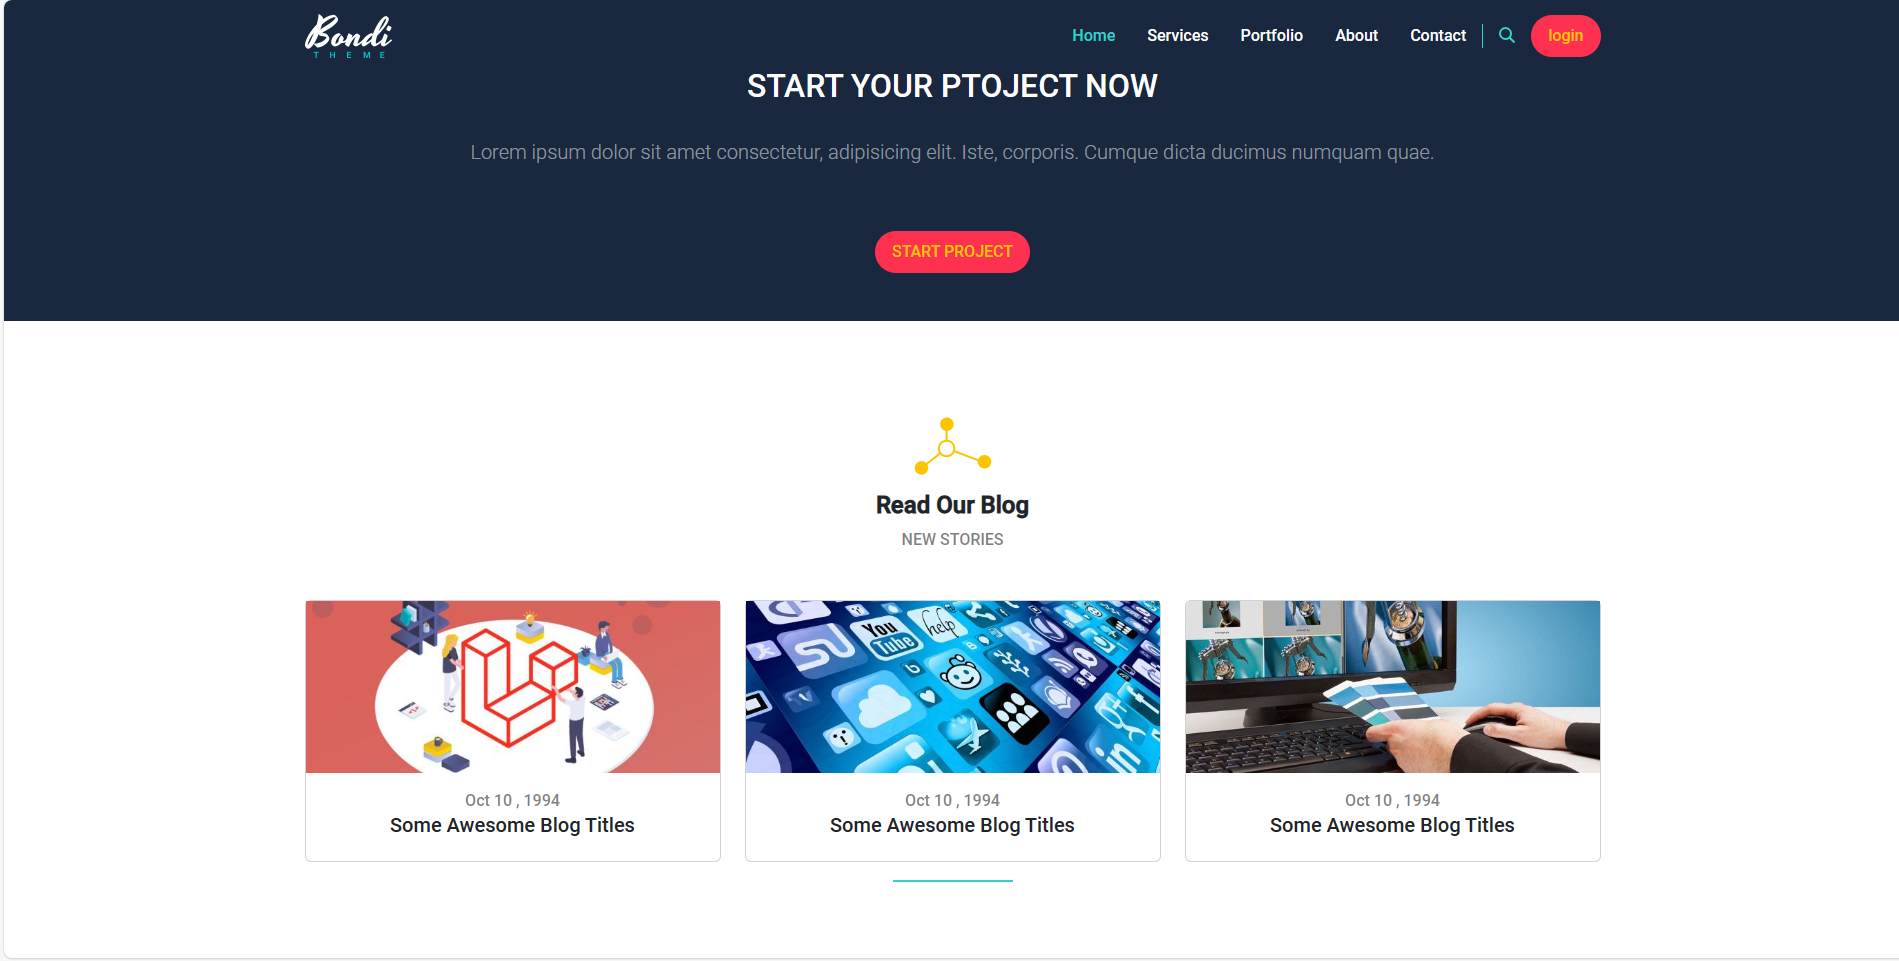 Bondi
THEME
Home Services Portfolio About Contact login
START YOUR PTOJECT NOW
Lorem ipsum dolor sit amet consectetur, adipisicing elit. Iste, corporis. Cumque dicta ducimus numquam quae.
START PROJECT
Read Our Blog
NEW STORIES
You
Tube
help
in
Oct 10 , 1994
Some Awesome Blog Titles
Oct 10 , 1994
Some Awesome Blog Titles
Oct 10 , 1994
Some Awesome Blog Titles